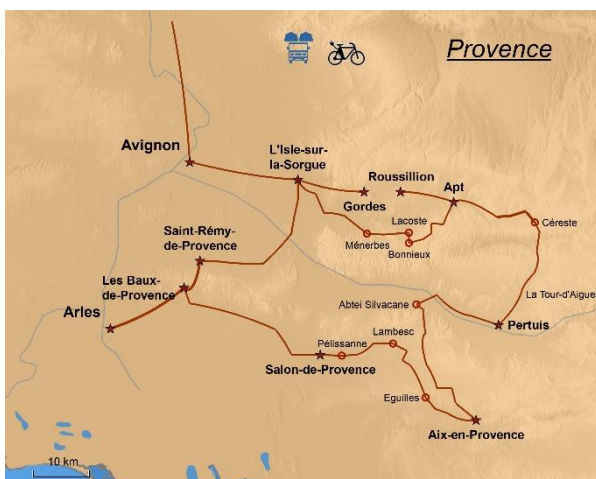 Provence
Avignon
L'Isle-sur-
la-Sorgue
Roussillion
Apt
Gordes
Lacoste
Céreste
Saint-Rémy-
de-Provence
Ménerbes
Bonnieux
Les Baux-
de-Provence
La Tour-d'Aigue
Abtei Silvacane
Arles
Pertuis
Lambesc
Pélissanne
Salon-de-Provence
Eguilles
Aix-en-Provence
10 km